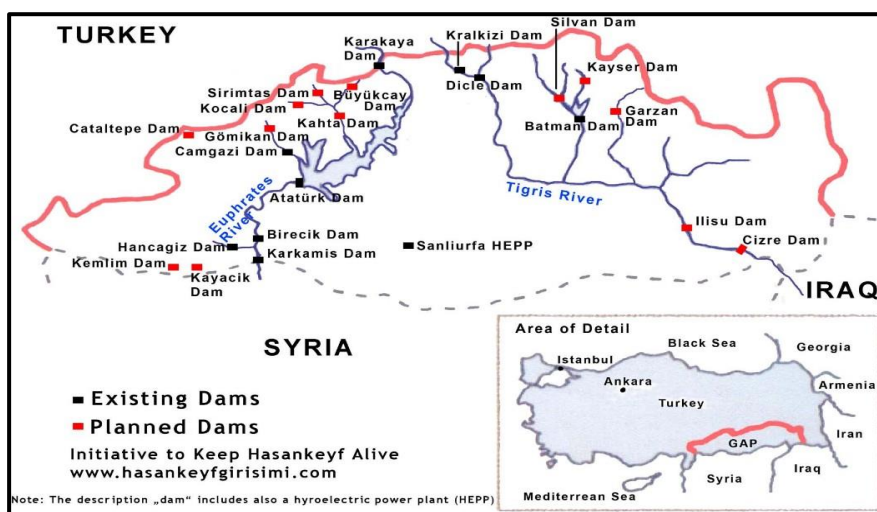 TURKEY
Silvan Dam
Karakaya
Dam
Kralkizi Dam
Kayser Dam
Sirimtas Dam
Büyükcay
Dam
Dicle Dam
Kocali Dam
Garzan
Dam
Cataltepe Dam
Gömikan Dam
Kahta Dam
Batman Dam
Camgazi Dam
Atatürk Dam
Tigris River
Euphrates
River
Birecik Dam
Ilisu Dam
Hancagiz Dam
Sanliurfa HEPP
Cizre Dam
Kemlim Dam
Karkamis Dam
Kayacik
Dam
IRAQ
SYRIA
Existing Dams
Planned Dams
Initiative to Keep Hasankeyf Alive
www.hasankeyfgirisimi.com
Note: The description „dam“ includes also a hyroelectric power plant (HEPP)
Area of Detail
Black Sea
Georgia
Istanbul
Ankara
Armenia
Turkey
Iran
GAP
Syria
Iraq
Mediterrean Sea